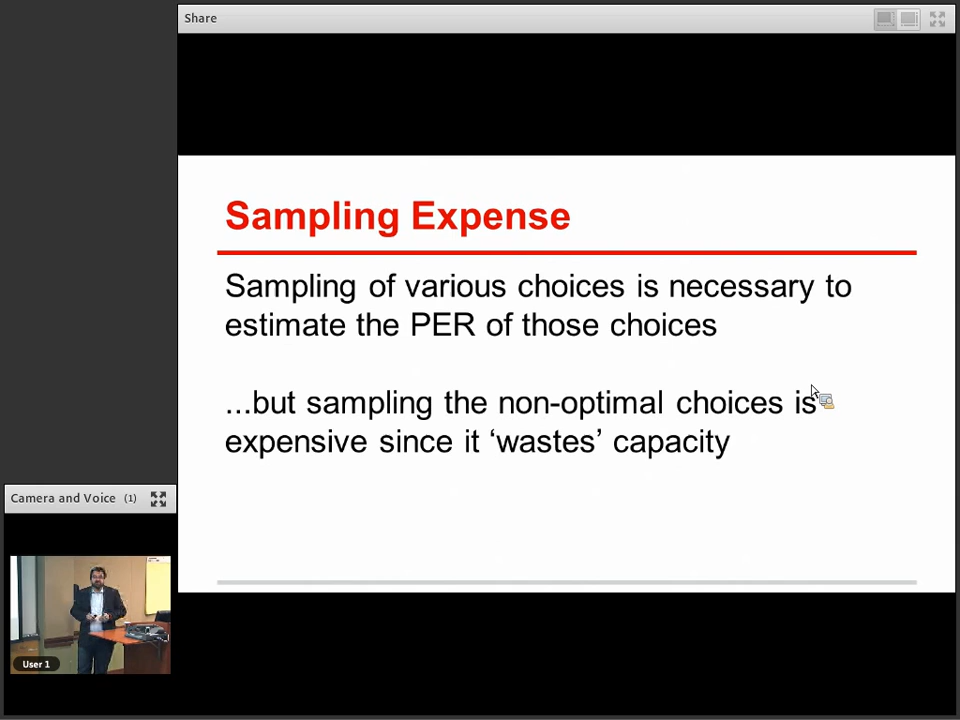 Share
Sampling Expense
Sampling of various choices is necessary to
estimate the PER of those choices
...but sampling the non-optimal choices is
expensive since it ‘wastes’ capacity
Camera and Voice (1)
User 1